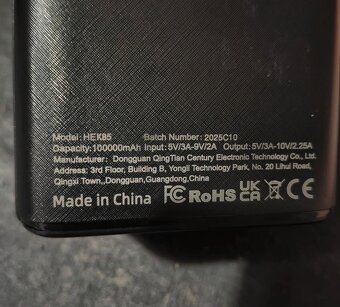 Model: HEK85 Batch Number: 2025C10
Capacity:100000mAh Input:5V/3A-9V/2A Output:5V/3A-10V/2.25A
Manufacturer: Dongguan QingTian Century Electronic Technology Co., Ltd.
Address: 3rd Floor, Building B, Yongli Technology Park, No. 20 Lihui Road,
Qingxi Town,,Dongguan,Guangdong,China
Made in China FC RoHS UK CA CE